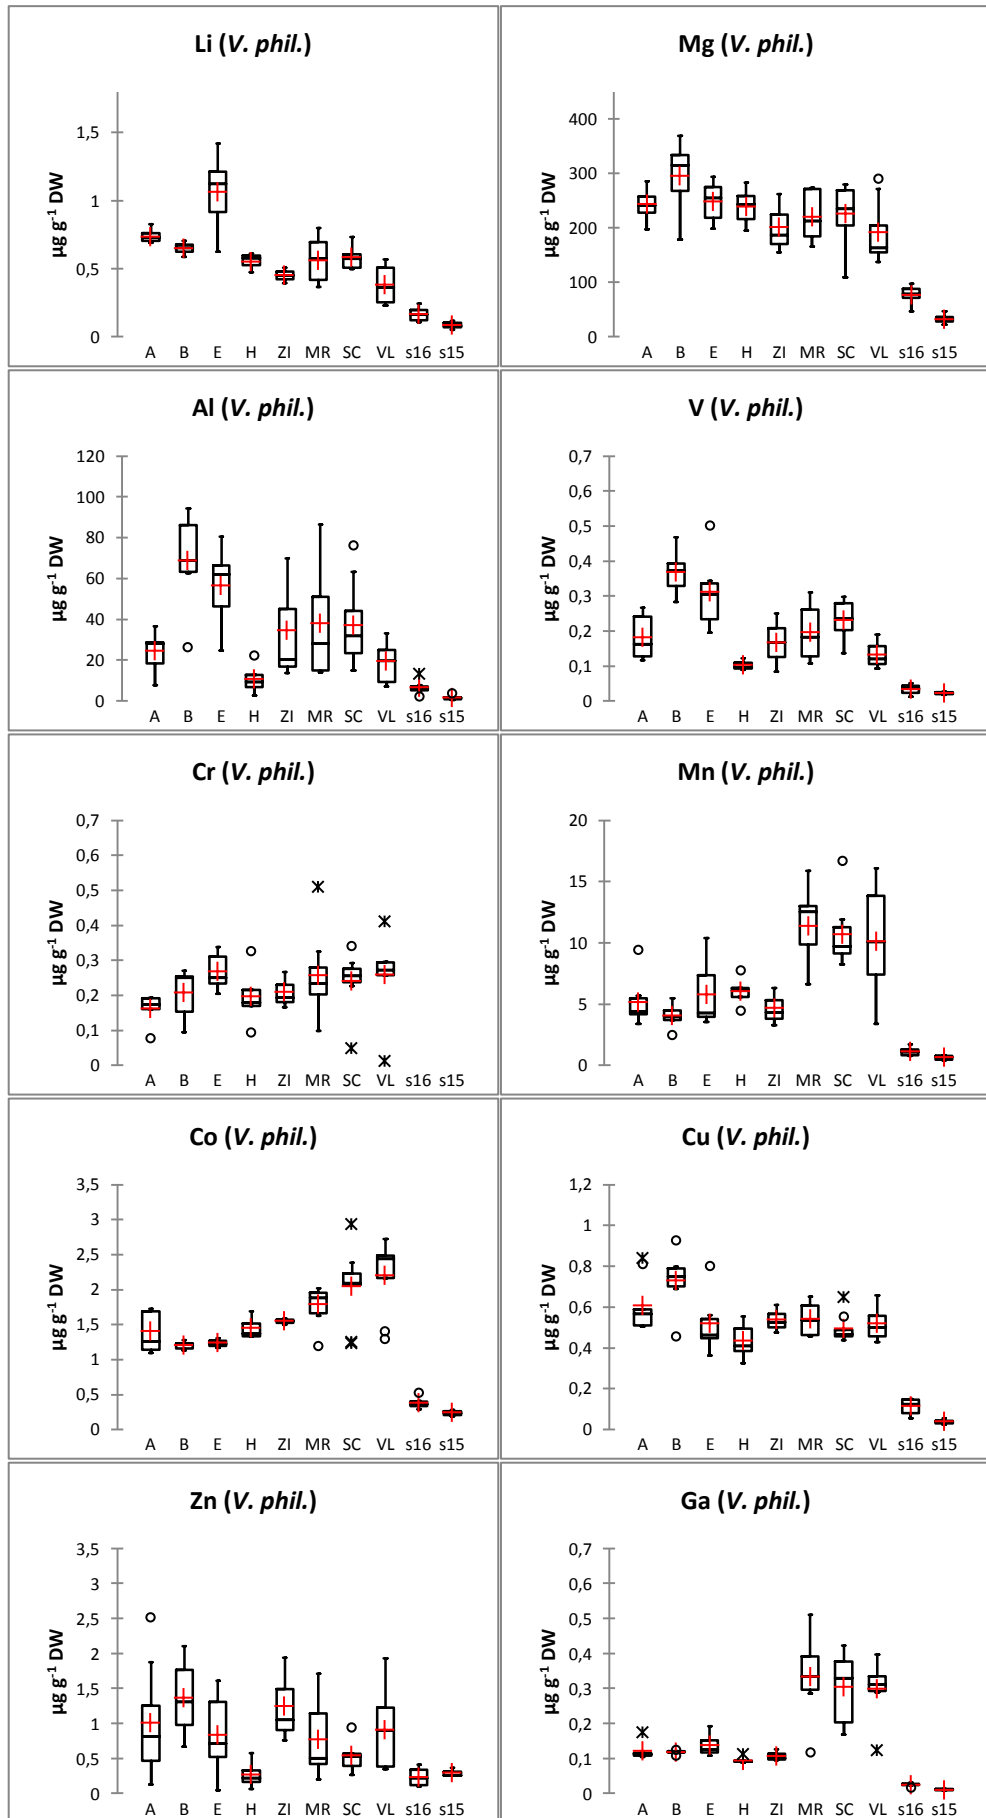 Li (V. phil.)
µg g-1 DW
1,5
1
0,5
0
A B E H ZI MR SC VL s16 s15
Mg (V. phil.)
µg g-1 DW
400
300
200
100
0
A B E H ZI MR SC VL s16 s15
Al (V. phil.)
µg g-1 DW
120
100
80
60
40
20
0
A B E H ZI MR SC VL s16 s15
V (V. phil.)
µg g-1 DW
0,7
0,6
0,5
0,4
0,3
0,2
0,1
0
A B E H ZI MR SC VL s16 s15
Cr (V. phil.)
µg g-1 DW
0,7
0,6
0,5
0,4
0,3
0,2
0,1
0
A B E H ZI MR SC VL s16 s15
Mn (V. phil.)
µg g-1 DW
20
15
10
5
0
A B E H ZI MR SC VL s16 s15
Co (V. phil.)
µg g-1 DW
3,5
3
2,5
2
1,5
1
0,5
0
A B E H ZI MR SC VL s16 s15
Cu (V. phil.)
µg g-1 DW
1,2
1
0,8
0,6
0,4
0,2
0
A B E H ZI MR SC VL s16 s15
Zn (V. phil.)
µg g-1 DW
3,5
3
2,5
2
1,5
1
0,5
0
A B E H ZI MR SC VL s16 s15
Ga (V. phil.)
µg g-1 DW
0,7
0,6
0,5
0,4
0,3
0,2
0,1
0
A B E H ZI MR SC VL s16 s15